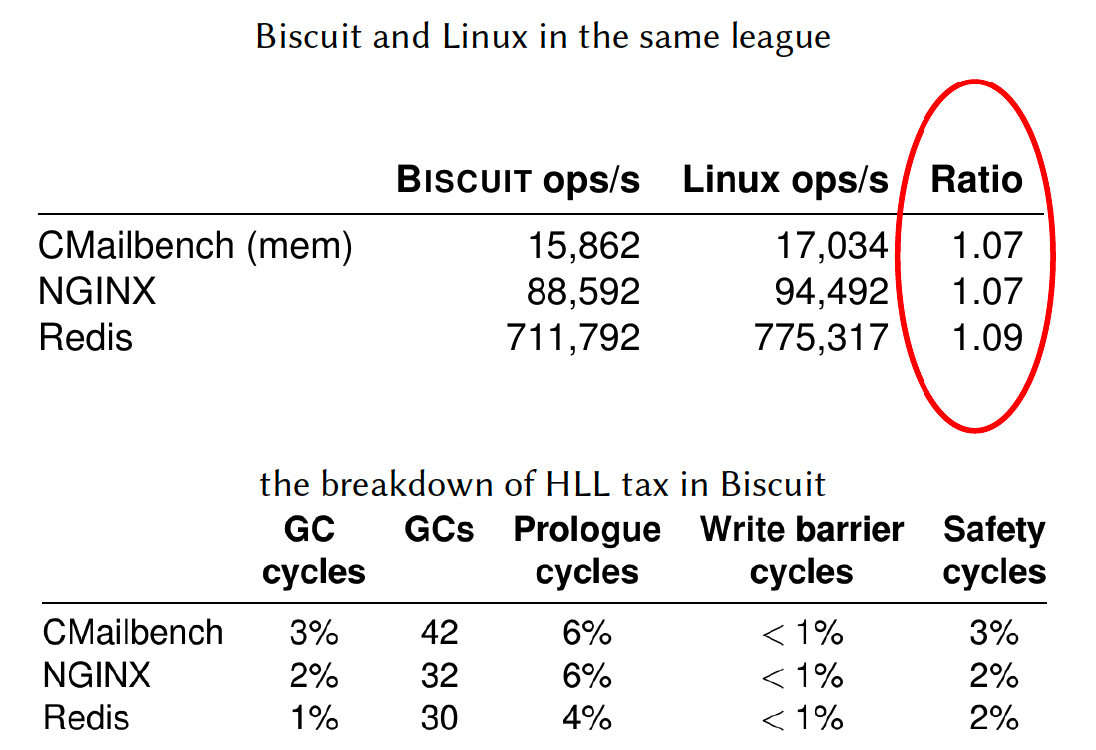 Biscuit and Linux in the same league
BISCUIT ops/s Linux ops/s Ratio
CMailbench (mem) 15,862 17,034 1.07
NGINX 88,592 94,492 1.07
Redis 711,792 775,317 1.09
the breakdown of HLL tax in Biscuit
GC GCs Prologue Write barrier Safety
cycles cycles cycles cycles
CMailbench 3% 42 6% < 1% 3%
NGINX 2% 32 6% < 1% 2%
Redis 1% 30 4% < 1% 2%